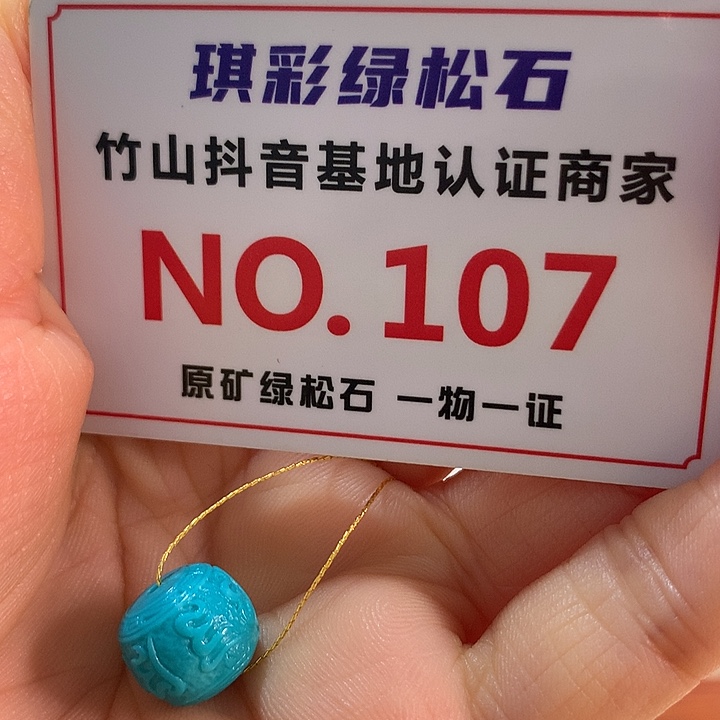 琪彩绿松石
竹山抖音基地认证商家
NO.107
原矿绿松石 一物一证